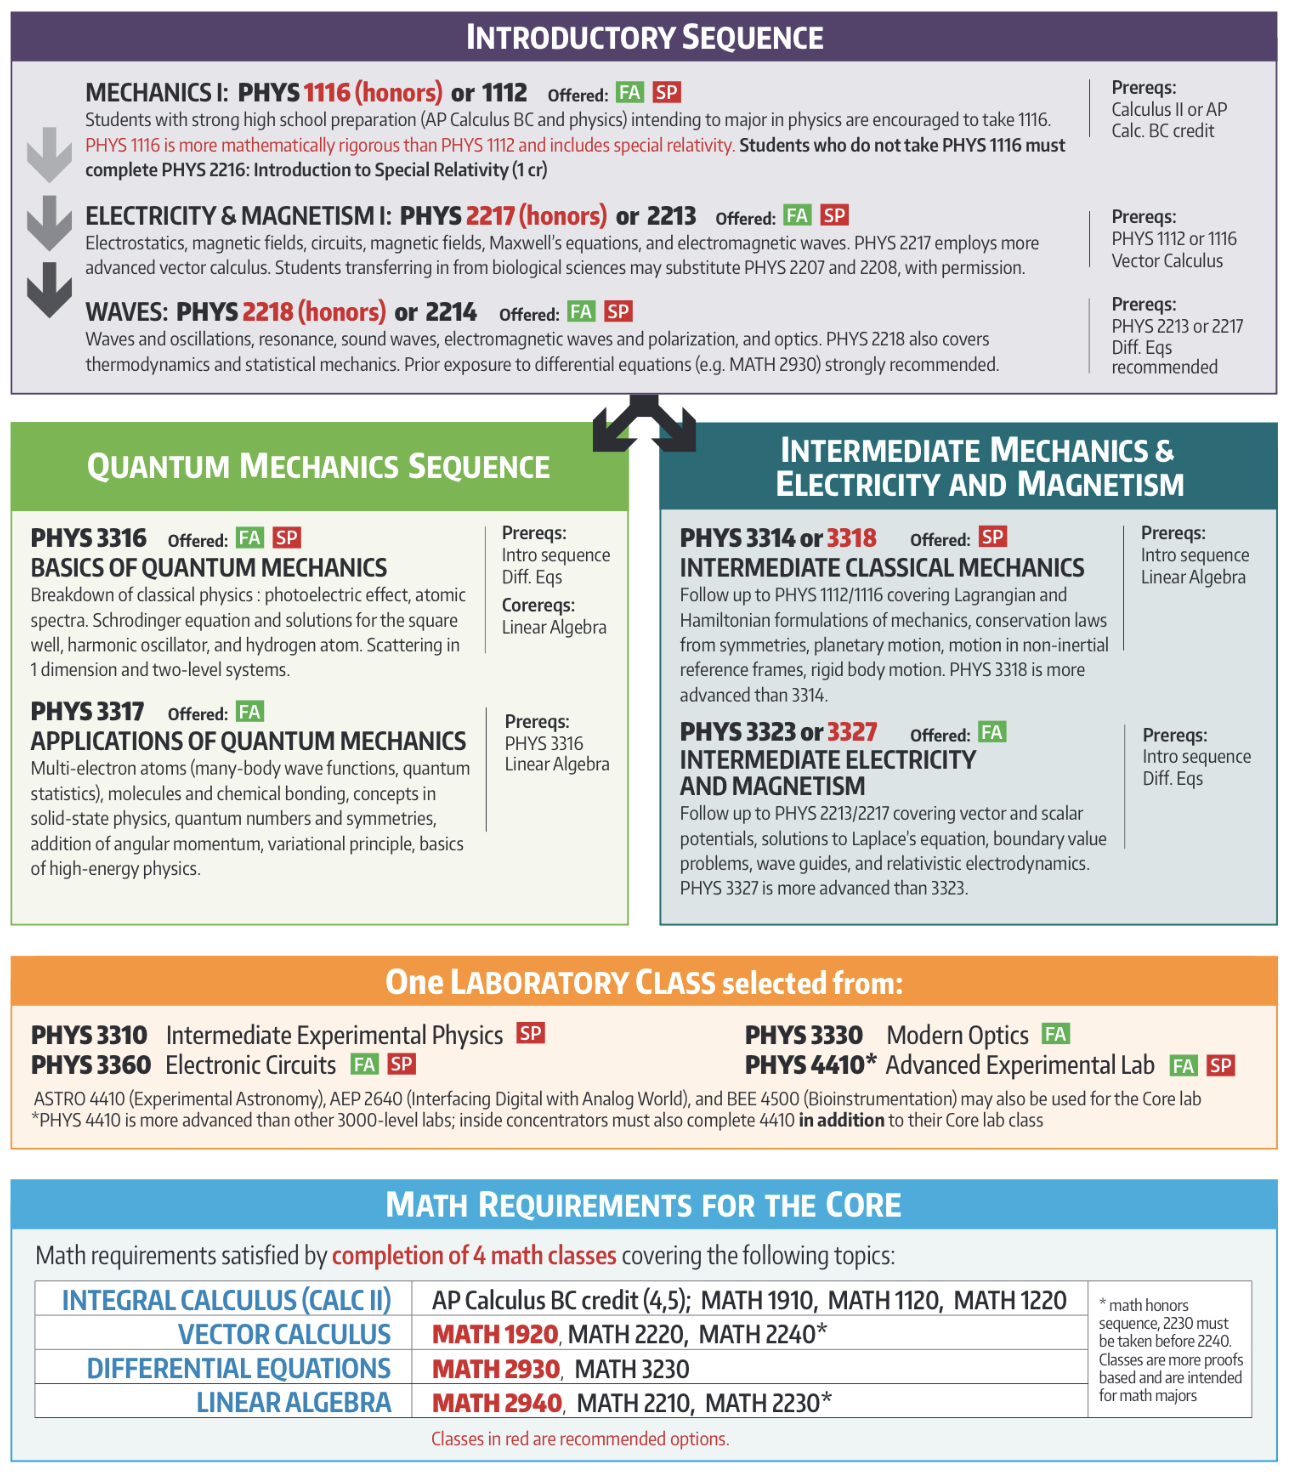 INTRODUCTORY SEQUENCE
MECHANICS I: PHYS 1116 (honors) or 1112 Offered: FA SP
Students with strong high school preparation (AP Calculus BC and physics) intending to major in physics are encouraged to take 1116.
PHYS 1116 is more mathematically rigorous than PHYS 1112 and includes special relativity. Students who do not take PHYS 1116 must
complete PHYS 2216: Introduction to Special Relativity (1 cr)
Prereqs:
Calculus II or AP
Calc. BC credit
ELECTRICITY & MAGNETISM I: PHYS 2217 (honors) or 2213 Offered: FA SP
Electrostatics, magnetic fields, circuits, magnetic fields, Maxwell's equations, and electromagnetic waves. PHYS 2217 employs more
advanced vector calculus. Students transferring in from biological sciences may substitute PHYS 2207 and 2208, with permission.
Prereqs:
PHYS 1112 or 1116
Vector Calculus
WAVES: PHYS 2218 (honors) or 2214 Offered: FA SP
Waves and oscillations, resonance, sound waves, electromagnetic waves and polarization, and optics. PHYS 2218 also covers
thermodynamics and statistical mechanics. Prior exposure to differential equations (e.g. MATH 2930) strongly recommended.
Prereqs:
PHYS 2213 or 2217
Diff. Eqs
recommended
QUANTUM MECHANICS SEQUENCE
PHYS 3316 Offered: FA SP
BASICS OF QUANTUM MECHANICS
Breakdown of classical physics : photoelectric effect, atomic
spectra. Schrodinger equation and solutions for the square
well, harmonic oscillator, and hydrogen atom. Scattering in
1 dimension and two-level systems.
Prereqs:
Intro sequence
Diff. Eqs
Corereqs:
Linear Algebra
PHYS 3317 Offered: FA
APPLICATIONS OF QUANTUM MECHANICS
Multi-electron atoms (many-body wave functions, quantum
statistics), molecules and chemical bonding, concepts in
solid-state physics, quantum numbers and symmetries,
addition of angular momentum, variational principle, basics
of high-energy physics.
Prereqs:
PHYS 3316
Linear Algebra
INTERMEDIATE MECHANICS &
ELECTRICITY AND MAGNETISM
PHYS 3314 or 3318 Offered: SP
INTERMEDIATE CLASSICAL MECHANICS
Follow up to PHYS 1112/1116 covering Lagrangian and
Hamiltonian formulations of mechanics, conservation laws
from symmetries, planetary motion, motion in non-inertial
reference frames, rigid body motion. PHYS 3318 is more
advanced than 3314.
Prereqs:
Intro sequence
Linear Algebra
PHYS 3323 or 3327 Offered: FA
INTERMEDIATE ELECTRICITY
AND MAGNETISM
Follow up to PHYS 2213/2217 covering vector and scalar
potentials, solutions to Laplace's equation, boundary value
problems, wave guides, and relativistic electrodynamics.
PHYS 3327 is more advanced than 3323.
Prereqs:
Intro sequence
Diff. Eqs
One LABORATORY CLASS selected from:
PHYS 3310 Intermediate Experimental Physics SP
PHYS 3360 Electronic Circuits FA SP
PHYS 3330 Modern Optics FA
PHYS 4410* Advanced Experimental Lab FA SP
ASTRO 4410 (Experimental Astronomy), AEP 2640 (Interfacing Digital with Analog World), and BEE 4500 (Bioinstrumentation) may also be used for the Core lab
*PHYS 4410 is more advanced than other 3000-level labs; inside concentrators must also complete 4410 in addition to their Core lab class
MATH REQUIREMENTS FOR THE CORE
Math requirements satisfied by completion of 4 math classes covering the following topics:
INTEGRAL CALCULUS (CALC II) AP Calculus BC credit (4,5); MATH 1910, MATH 1120, MATH 1220
VECTOR CALCULUS MATH 1920, MATH 2220, MATH 2240*
DIFFERENTIAL EQUATIONS MATH 2930, MATH 3230
LINEAR ALGEBRA MATH 2940, MATH 2210, MATH 2230*
* math honors
sequence, 2230 must
be taken before 2240.
Classes are more proofs
based and are intended
for math majors
Classes in red are recommended options.